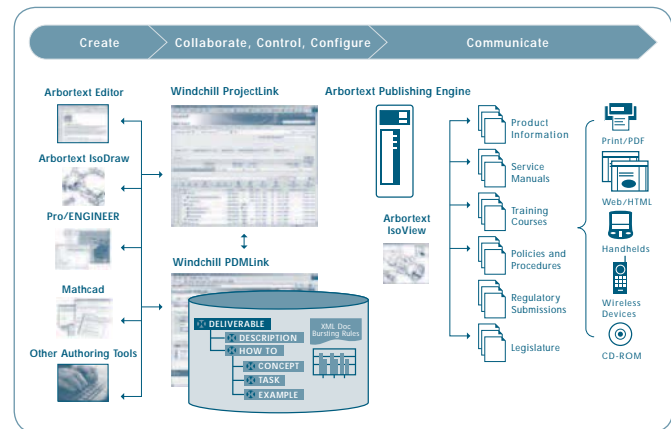 Create
Collaborate, Control, Configure
Communicate
Arbortext Editor
Arbortext IsoDraw
Pro/ENGINEER
Mathcad
Other Authoring Tools
Windchill ProjectLink
Windchill PDMLink
DELIVERABLE
DESCRIPTION
HOW TO
CONCEPT
TASK
EXAMPLE
XML Doc
Bursting Rules
Arbortext Publishing Engine
Arbortext
IsoView
Product
Information
Service
Manuals
Training
Courses
Policies and
Procedures
Regulatory
Submissions
Legislature
Print/PDF
Web/HTML
Handhelds
Wireless
Devices
CD-ROM